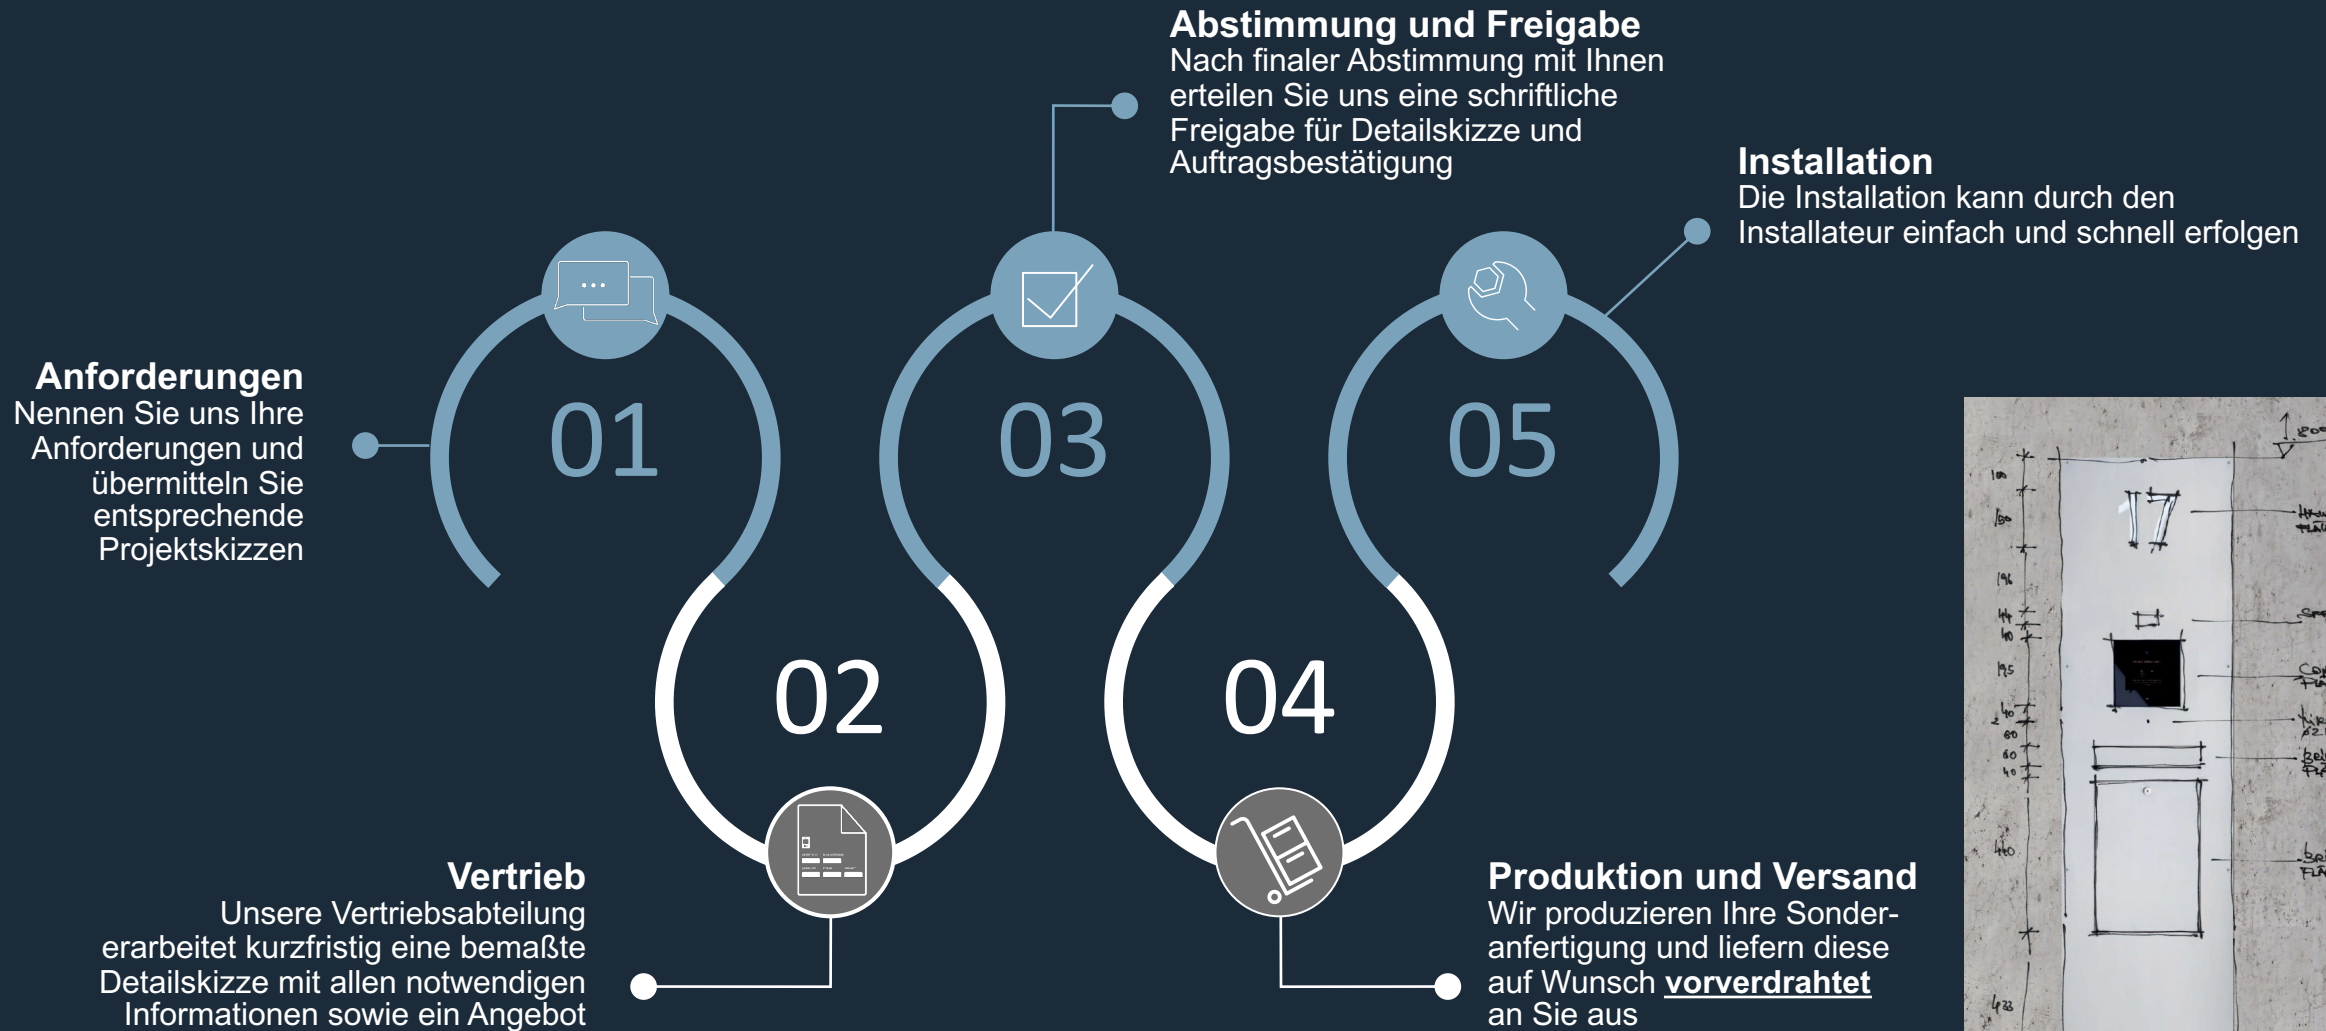 Abstimmung und Freigabe
Nach finaler Abstimmung mit Ihnen
erteilen Sie uns eine schriftliche
Freigabe für Detailskizze und
Auftragsbestätigung
Installation
Die Installation kann durch den
Installateur einfach und schnell erfolgen
Anforderungen
Nennen Sie uns Ihre
Anforderungen und
übermitteln Sie
entsprechende
Projektskizzen
01
03
05
02
04
Vertrieb
Unsere Vertriebsabteilung
erarbeitet kurzfristig eine bemaßte
Detailskizze mit allen notwendigen
Informationen sowie ein Angebot
Produktion und Versand
Wir produzieren Ihre Sonder-
anfertigung und liefern diese
auf Wunsch vorverdrahtet
an Sie aus
17